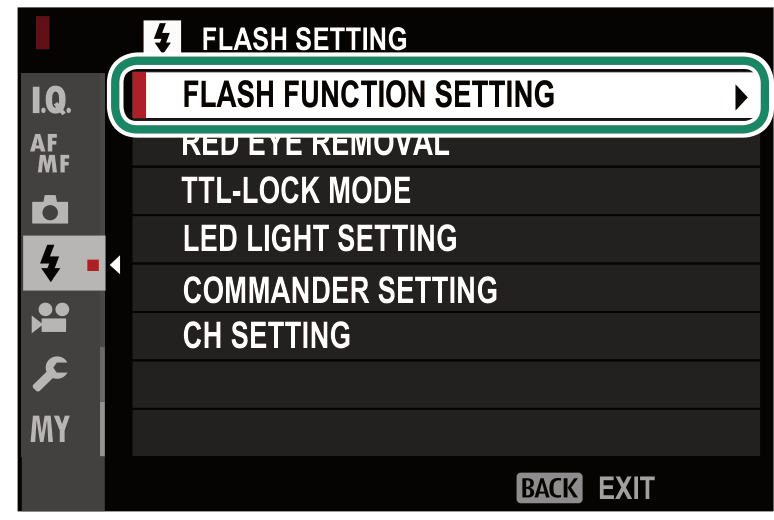 FLASH SETTING
FLASH FUNCTION SETTING
I.Q.
RED EYE REMOVAL
AF
MF
TTL-LOCK MODE
LED LIGHT SETTING
COMMANDER SETTING
CH SETTING
MY
BACK EXIT